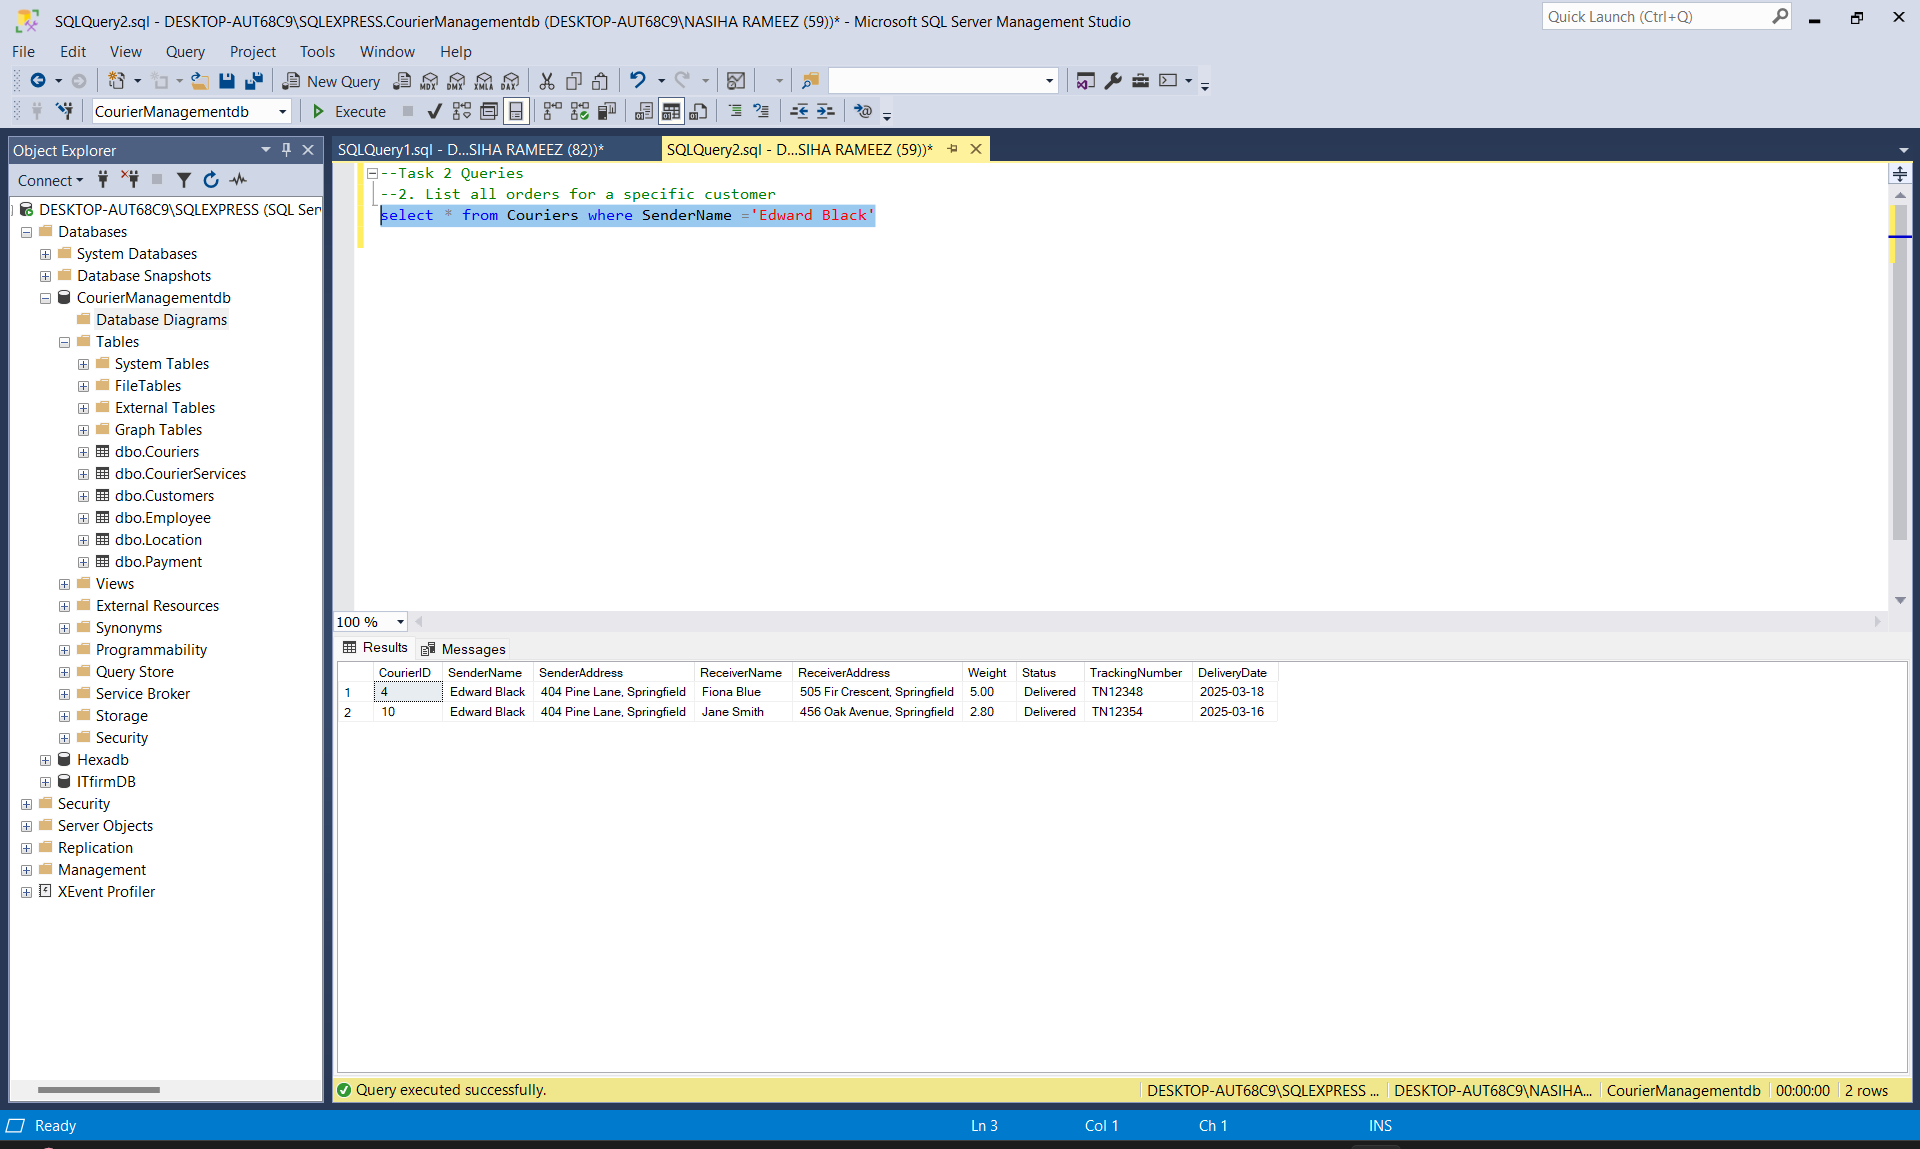 SQLQuery2.sql - DESKTOP-AUT68C9\SQLEXPRESS.CourierManagementdb (DESKTOP-AUT68C9\NASIHA RAMEEZ (59))* - Microsoft SQL Server Management Studio
Quick Launch (Ctrl+Q)
File Edit View Query Project Tools Window Help
New Query
MDX DMX XMLA DAX
CourierManagementdb
Execute
Object Explorer
Connect
DESKTOP-AUT68C9\SQLEXPRESS (SQL Ser
Databases
System Databases
Database Snapshots
CourierManagementdb
Database Diagrams
Tables
System Tables
FileTables
External Tables
Graph Tables
dbo.Couriers
dbo.CourierServices
dbo.Customers
dbo.Employee
dbo.Location
dbo.Payment
Views
External Resources
Synonyms
Programmability
Query Store
Service Broker
Storage
Security
Hexadb
ITfirmDB
Security
Server Objects
Replication
Management
XEvent Profiler
SQLQuery1.sql - D...SIHA RAMEEZ (82))*
SQLQuery2.sql - D...SIHA RAMEEZ (59))*
--Task 2 Queries
--2. List all orders for a specific customer
select * from Couriers where SenderName ='Edward Black'
100 %
Results Messages
CourierID SenderName SenderAddress ReceiverName ReceiverAddress Weight Status TrackingNumber DeliveryDate
1 4 Edward Black 404 Pine Lane, Springfield Fiona Blue 505 Fir Crescent, Springfield 5.00 Delivered TN12348 2025-03-18
2 10 Edward Black 404 Pine Lane, Springfield Jane Smith 456 Oak Avenue, Springfield 2.80 Delivered TN12354 2025-03-16
Query executed successfully.
DESKTOP-AUT68C9\SQLEXPRESS ...
DESKTOP-AUT68C9\NASIHA...
CourierManagementdb
00:00:00
2 rows
Ready
Ln 3
Col 1
Ch 1
INS